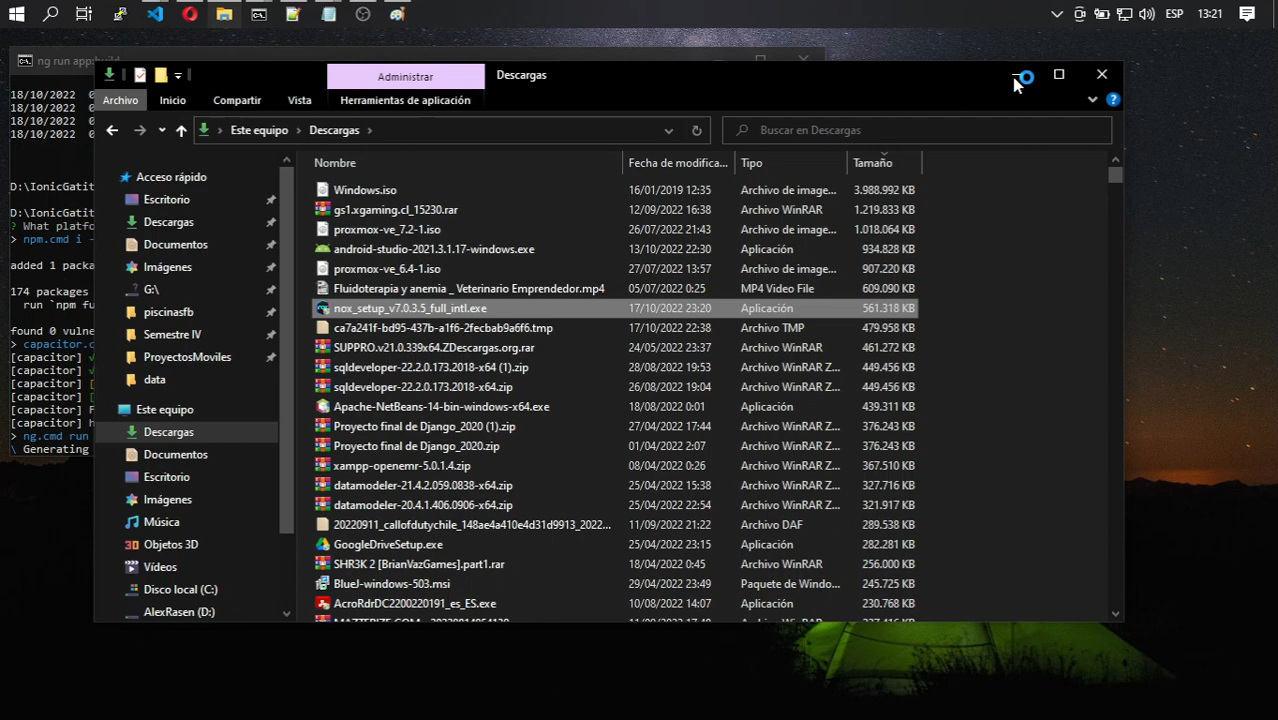 ESP 13:21
ng run app:build
18/10/2022 0
18/10/2022 0
18/10/2022 0
18/10/2022 0
D:\IonicGatit
D:\IonicGatit
? What platfo
> npm.cmd i -
added 1 packa
174 packages
run `npm fu
found 0 vulne
> capacitor.c
[capacitor]
[capacitor]
[capacitor] [
[capacitor] [
[capacitor] F
[capacitor] h
> ng.cmd run
\ Generating
Administrar
Descargas
Archivo Inicio Compartir Vista Herramientas de aplicación
Este equipo > Descargas >
Buscar en Descargas
Acceso rápido
Escritorio
Descargas
Documentos
Imágenes
G:\
piscinasfb
Semestre IV
ProyectosMoviles
data
Este equipo
Descargas
Documentos
Escritorio
Imágenes
Música
Objetos 3D
Vídeos
Disco local (C:)
AlexRasen (D:)
Nombre Fecha de modifica... Tipo Tamaño
Windows.iso 16/01/2019 12:35 Archivo de image... 3.988.992 KB
gs1.xgaming.cl_15230.rar 12/09/2022 16:38 Archivo WinRAR 1.219.833 KB
proxmox-ve_7.2-1.iso 26/07/2022 21:43 Archivo de image... 1.018.064 KB
android-studio-2021.3.1.17-windows.exe 13/10/2022 22:30 Aplicación 934.828 KB
proxmox-ve_6.4-1.iso 27/07/2022 13:57 Archivo de image... 907.220 KB
Fluidoterapia y anemia _ Veterinario Emprendedor.mp4 05/07/2022 0:25 MP4 Video File 609.090 KB
nox_setup_v7.0.3.5_full_intl.exe 17/10/2022 23:20 Aplicación 561.318 KB
ca7a241f-bd95-437b-a1f6-2fecbab9a6f6.tmp 17/10/2022 22:38 Archivo TMP 479.958 KB
SUPPRO.v21.0.339x64.ZDescargas.org.rar 24/05/2022 23:37 Archivo WinRAR 461.272 KB
sqldeveloper-22.2.0.173.2018-x64 (1).zip 28/08/2022 19:53 Archivo WinRAR Z... 449.456 KB
sqldeveloper-22.2.0.173.2018-x64.zip 26/08/2022 19:04 Archivo WinRAR Z... 449.456 KB
Apache-NetBeans-14-bin-windows-x64.exe 18/08/2022 0:01 Aplicación 439.311 KB
Proyecto final de Django_2020 (1).zip 27/04/2022 17:44 Archivo WinRAR Z... 376.243 KB
Proyecto final de Django_2020.zip 01/04/2022 2:07 Archivo WinRAR Z... 376.243 KB
xampp-openemr-5.0.1.4.zip 08/04/2022 0:26 Archivo WinRAR Z... 367.510 KB
datamodeler-21.4.2.059.0838-x64.zip 25/04/2022 15:38 Archivo WinRAR Z... 327.716 KB
datamodeler-20.4.1.406.0906-x64.zip 25/04/2022 22:54 Archivo WinRAR Z... 321.917 KB
20220911_callofdutychile_148ae4a410e4d31d9913_2022... 11/09/2022 21:22 Archivo DAF 289.538 KB
GoogleDriveSetup.exe 25/04/2022 23:15 Aplicación 282.281 KB
SHR3K 2 [BrianVazGames].part1.rar 18/04/2022 0:45 Archivo WinRAR 256.000 KB
BlueJ-windows-503.msi 29/04/2022 23:49 Paquete de Windo... 245.725 KB
AcroRdrDC2200220191_es_ES.exe 10/08/2022 14:07 Aplicación 230.768 KB